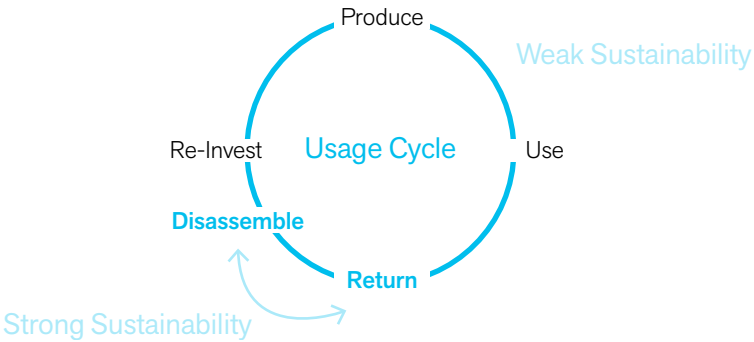 Produce
Weak Sustainability
Re-Invest
Usage Cycle
Use
Disassemble
Return
Strong Sustainability